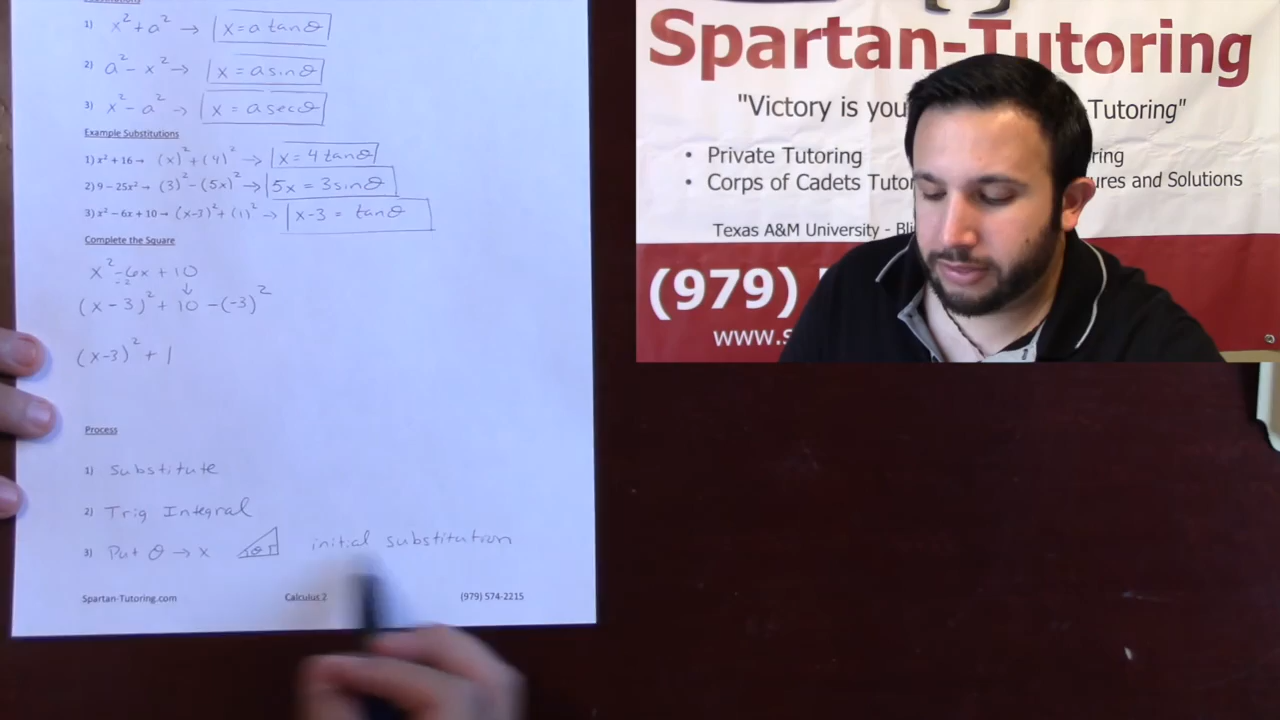 1) x² + a² → x = a tanθ
2) a² - x² → x = a sinθ
3) x² - a² → x = a secθ
Example Substitutions
1) x² + 16 → (x)² + (4)² → x = 4 tanθ
2) 9 – 25x² → (3)² - (5x)² → 5x = 3 sinθ
3) x² – 6x + 10 → (x-3)² + (1)² → x-3 = tanθ
Complete the Square
x² - 6x + 10
÷2 ↓
(x - 3)² + 10 - (-3)²
(x-3)² + 1
Process
1) Substitute
2) Trig Integral
3) Put θ → x θ initial substitution
Spartan-Tutoring.com Calculus 2 (979) 574-2215
Spartan-Tutoring
"Victory is you -Tutoring"
• Private Tutoring ring
• Corps of Cadets Tutor ures and Solutions
Texas A&M University - Bli
(979)
www.s